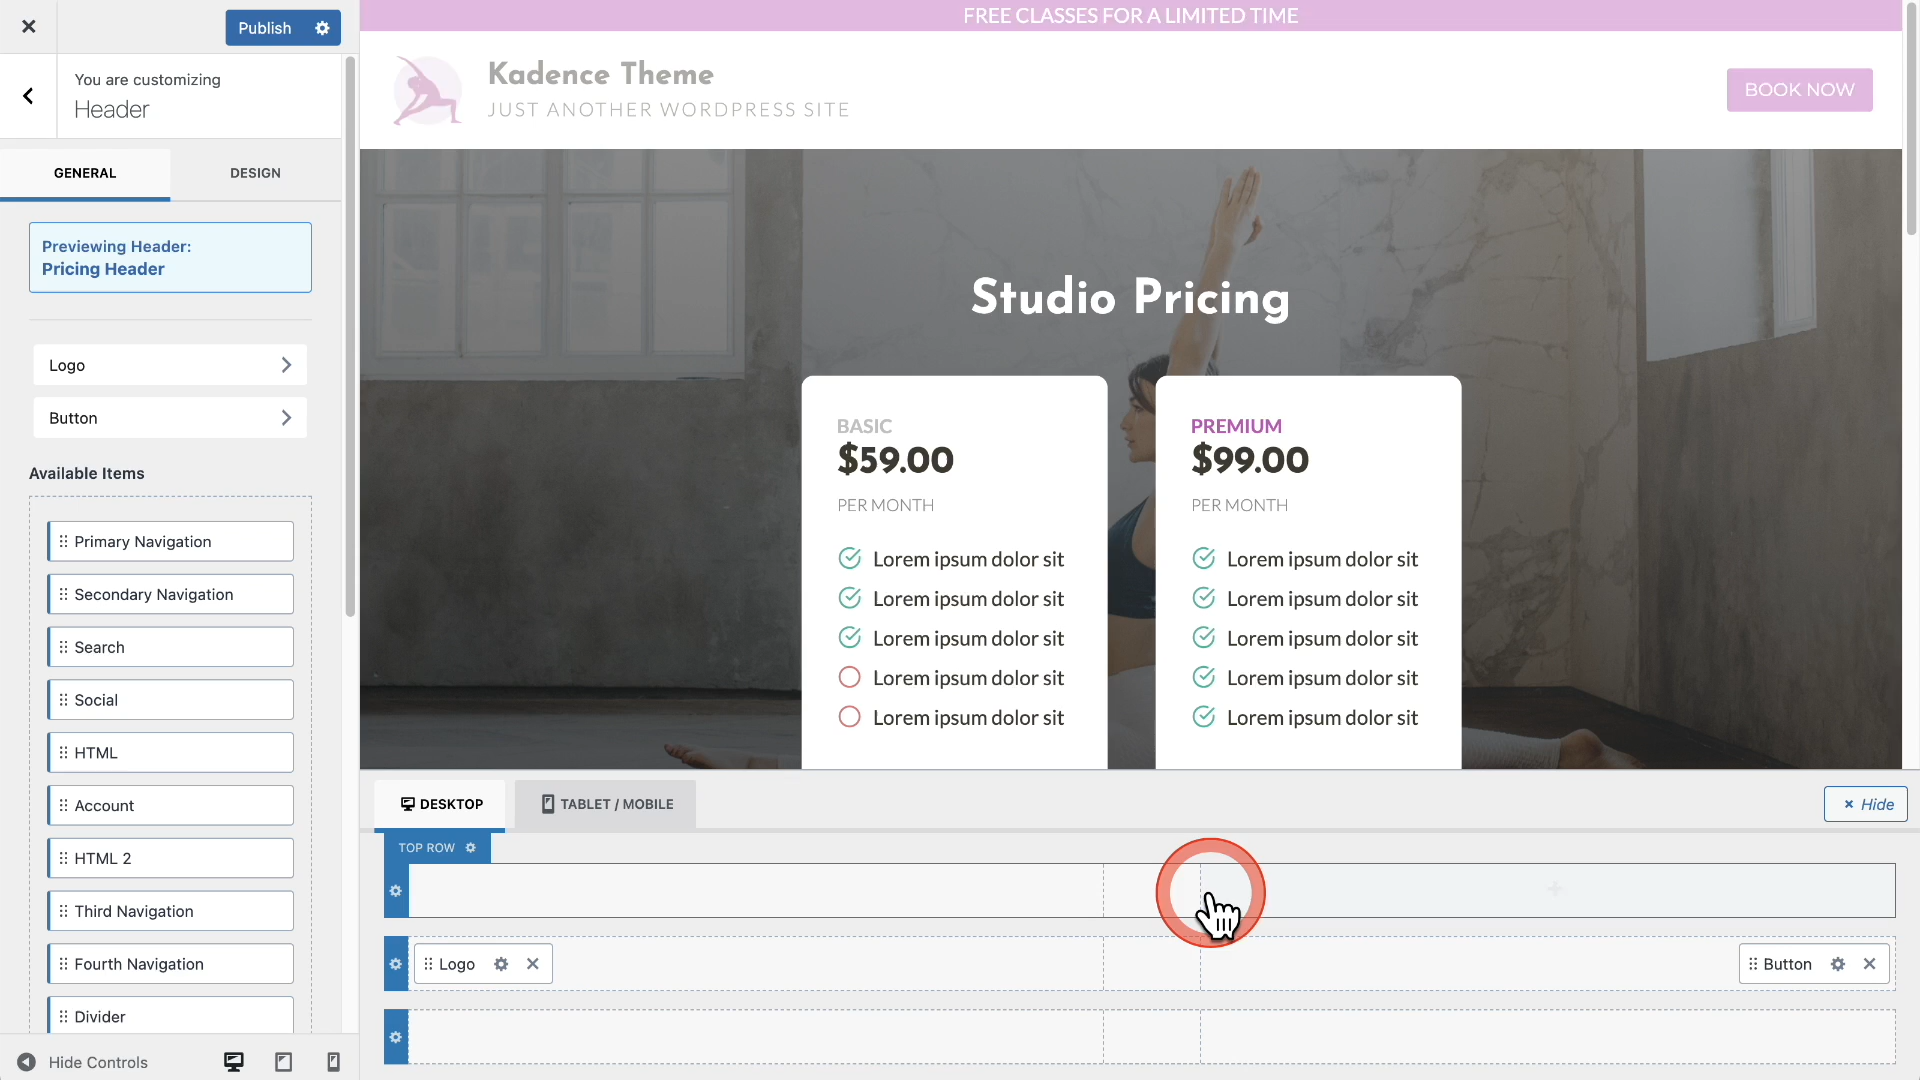 Publish
You are customizing
Header
GENERAL
DESIGN
Previewing Header:
Pricing Header
Logo
Button
Available Items
Primary Navigation
Secondary Navigation
Search
Social
HTML
Account
HTML 2
Third Navigation
Fourth Navigation
Divider
Hide Controls
FREE CLASSES FOR A LIMITED TIME
Kadence Theme
JUST ANOTHER WORDPRESS SITE
BOOK NOW
Studio Pricing
BASIC
$59.00
PER MONTH
Lorem ipsum dolor sit
Lorem ipsum dolor sit
Lorem ipsum dolor sit
Lorem ipsum dolor sit
Lorem ipsum dolor sit
PREMIUM
$99.00
PER MONTH
Lorem ipsum dolor sit
Lorem ipsum dolor sit
Lorem ipsum dolor sit
Lorem ipsum dolor sit
Lorem ipsum dolor sit
DESKTOP
TABLET / MOBILE
Hide
TOP ROW
Logo
Button